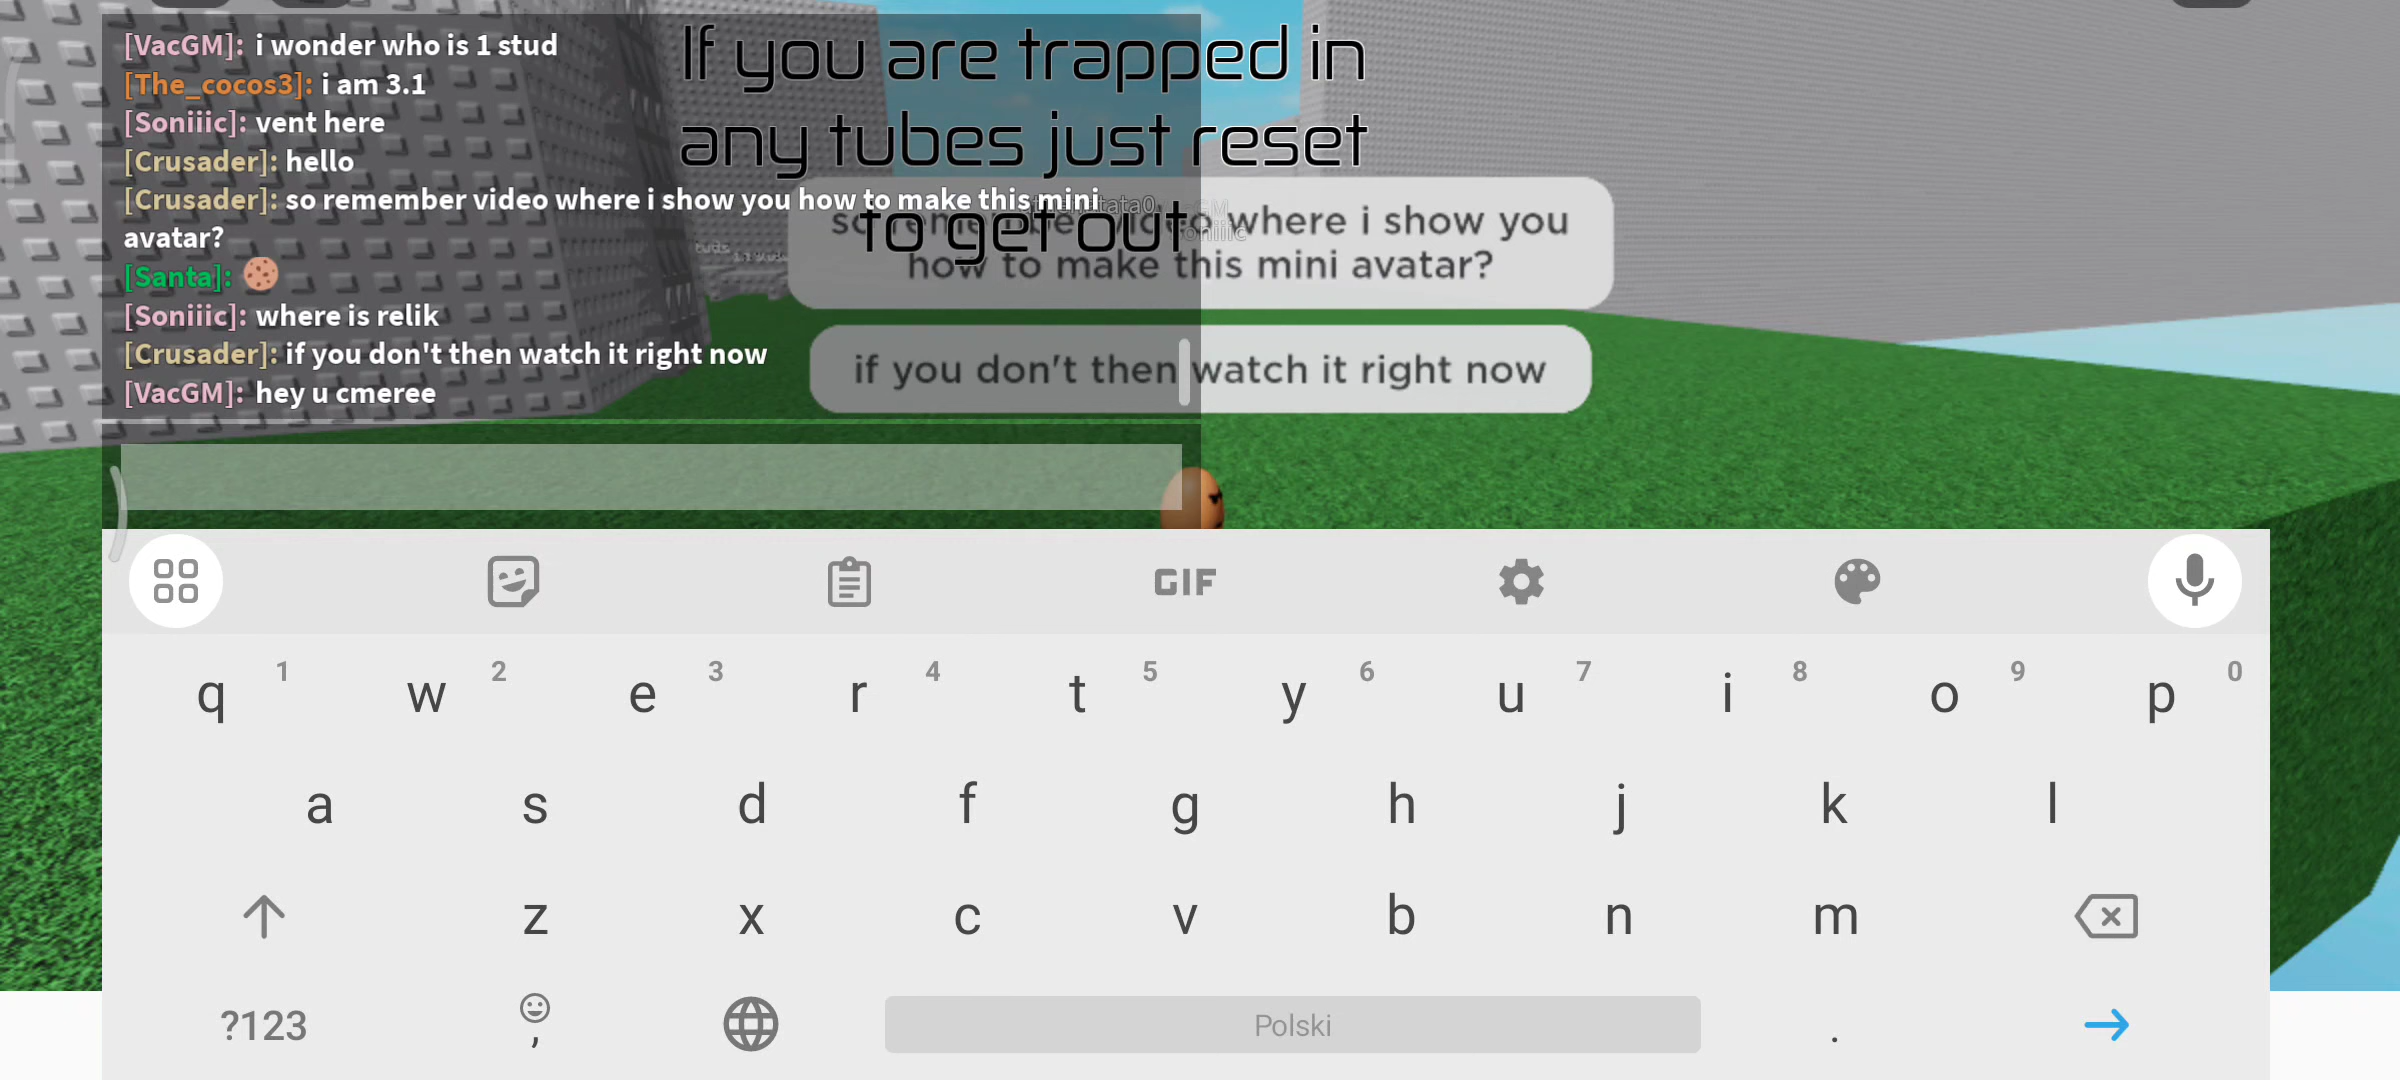 [VacGM]: i wonder who is 1 stud
[The_cocos3]: i am 3.1
[Soniiic]: vent here
[Crusader]: hello
[Crusader]: so remember video where i show you how to make this mini
avatar?
[Santa]: 🍪
[Soniiic]: where is relik
[Crusader]: if you don't then watch it right now
[VacGM]: hey u cmeree
If you are trapped in
any tubes just reset
to get out
so remember video where i show you
how to make this mini avatar?
if you don't then watch it right now
GIF
q 1 w 2 e 3 r 4 t 5 y 6 u 7 i 8 o 9 p 0
a s d f g h j k l
z x c v b n m
?123 , Polski .